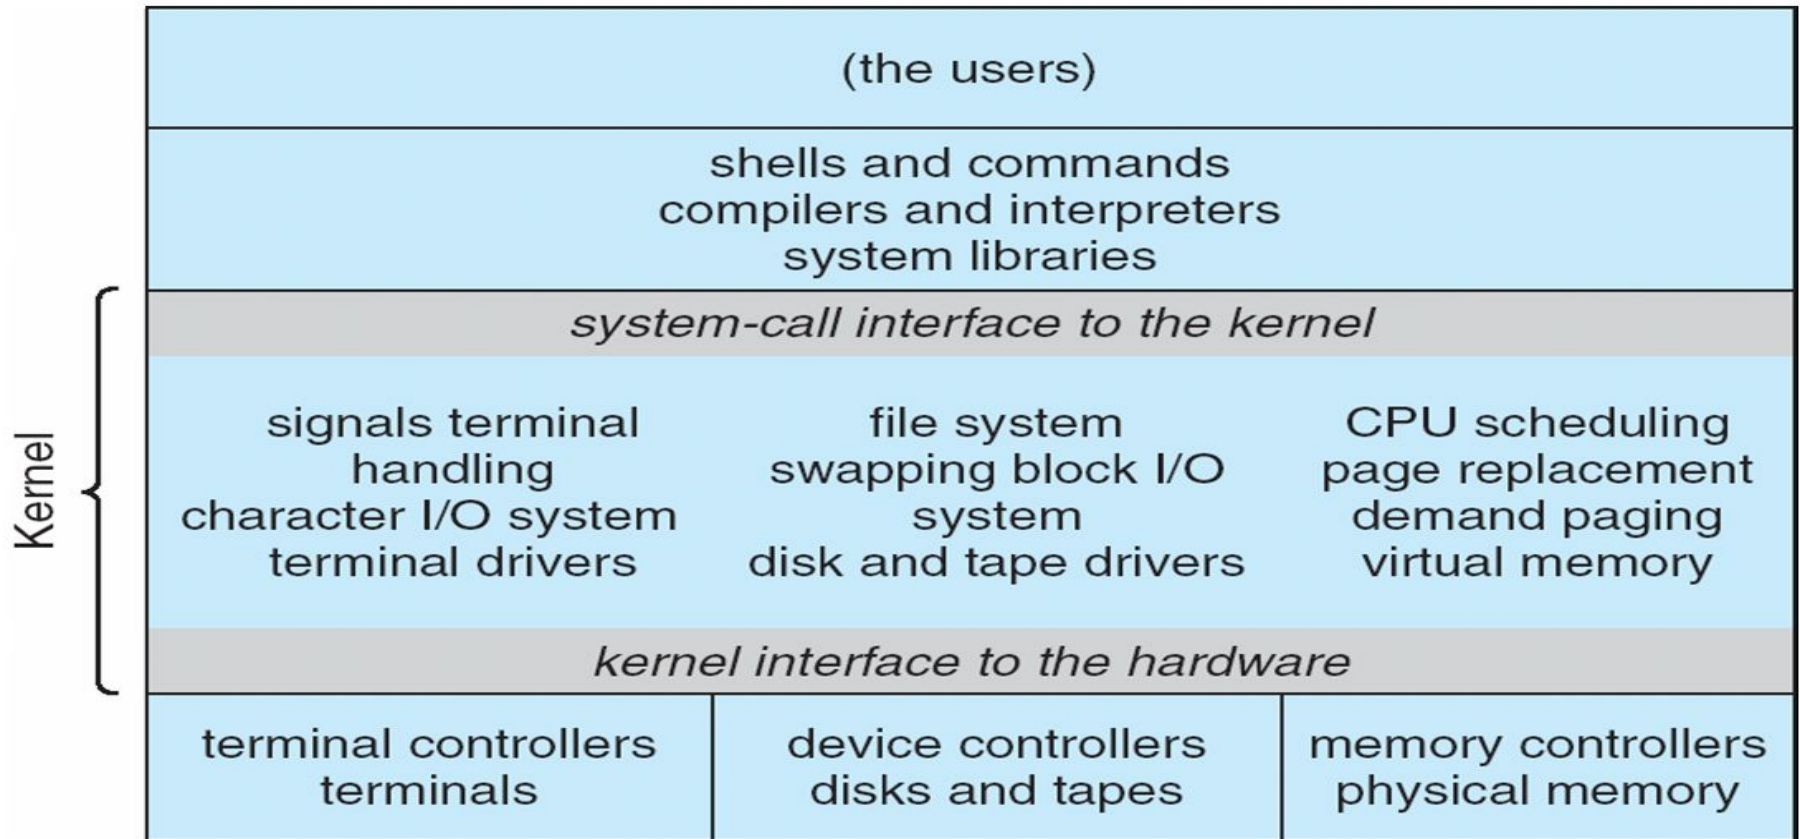 (the users)
shells and commands
compilers and interpreters
system libraries
Kernel
system-call interface to the kernel
signals terminal
handling
character I/O system
terminal drivers
file system
swapping block I/O
system
disk and tape drivers
CPU scheduling
page replacement
demand paging
virtual memory
kernel interface to the hardware
terminal controllers
terminals
device controllers
disks and tapes
memory controllers
physical memory